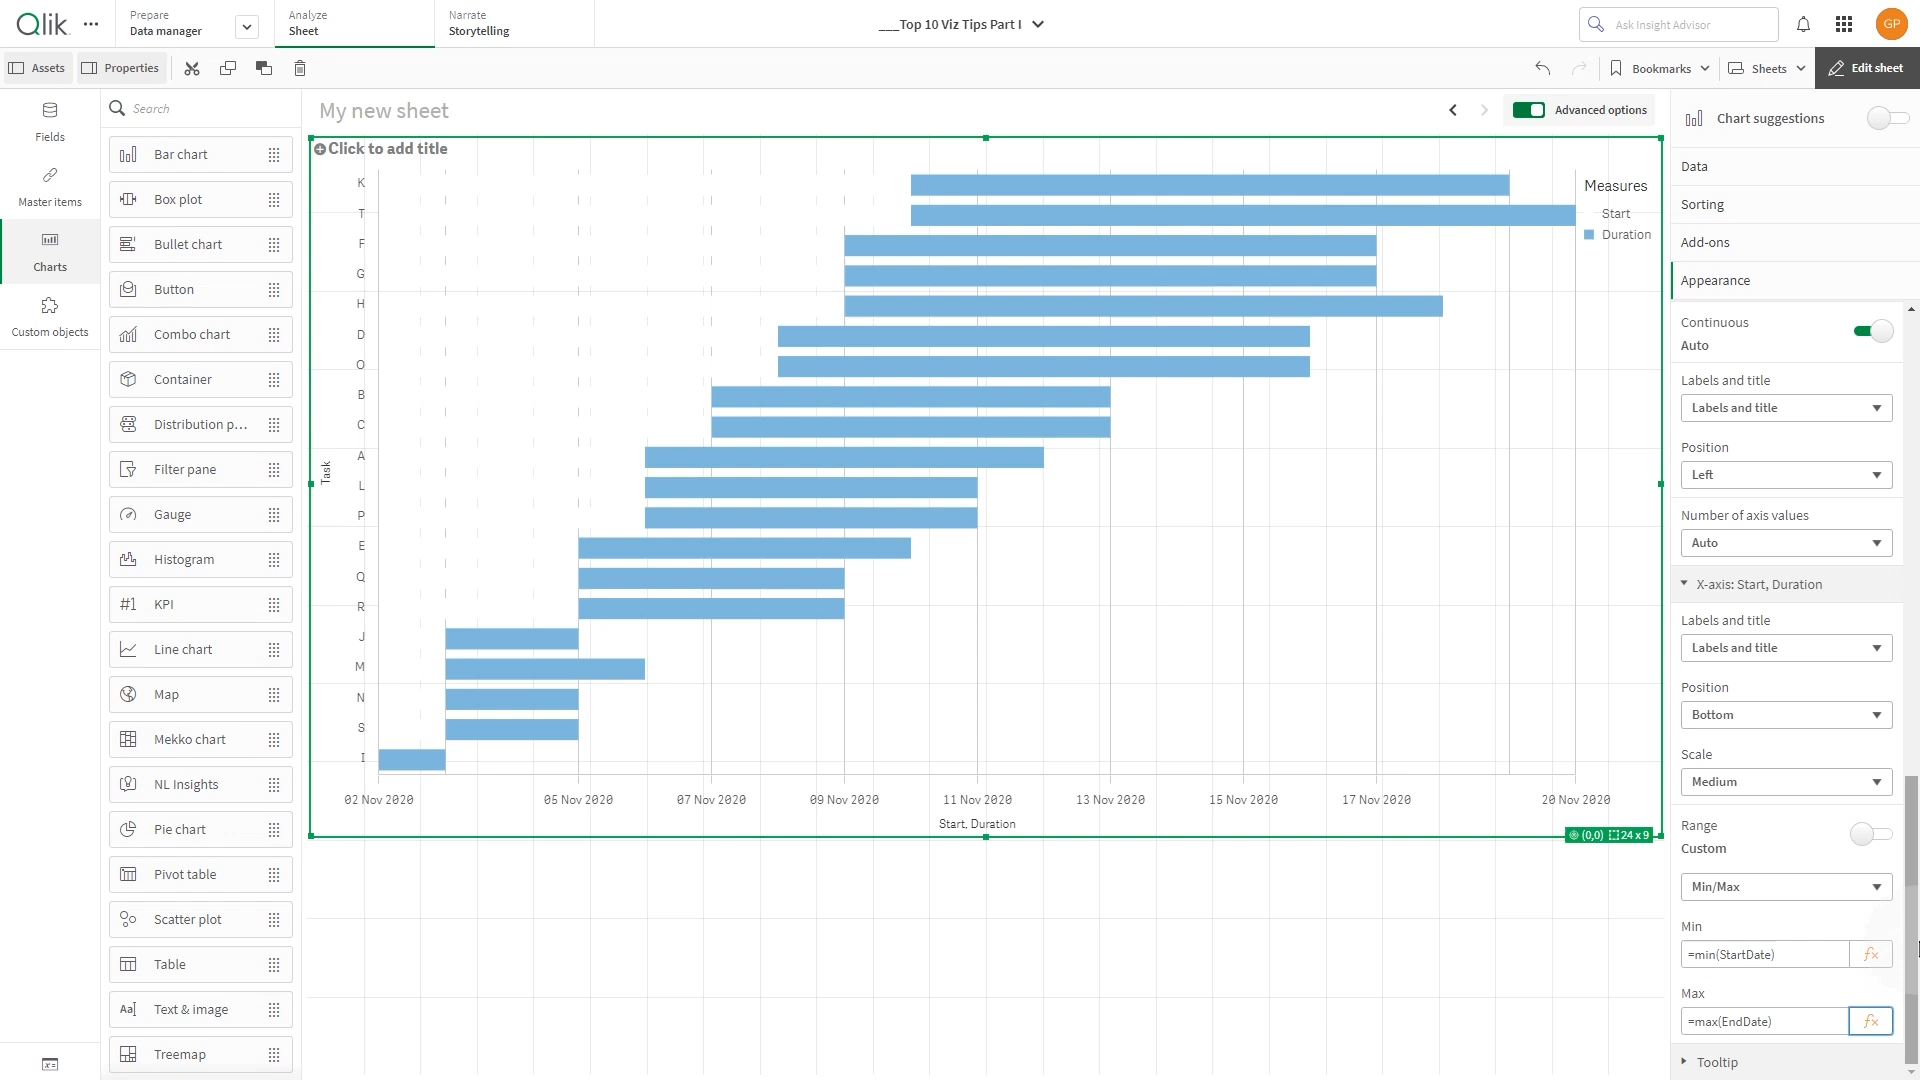 Qlik
Prepare
Data manager
Analyze
Sheet
Narrate
Storytelling
___Top 10 Viz Tips Part I
Ask Insight Advisor
GP
Assets
Properties
Bookmarks
Sheets
Edit sheet
Fields
Master items
Charts
Custom objects
Search
Bar chart
Box plot
Bullet chart
Button
Combo chart
Container
Distribution p...
Filter pane
Gauge
Histogram
#1 KPI
Line chart
Map
Mekko chart
NL Insights
Pie chart
Pivot table
Scatter plot
Table
Aa Text & image
Treemap
My new sheet
Advanced options
Click to add title
Task
K
T
F
G
H
D
O
B
C
A
L
P
E
Q
R
J
M
N
S
I
02 Nov 2020
05 Nov 2020
07 Nov 2020
09 Nov 2020
11 Nov 2020
13 Nov 2020
15 Nov 2020
17 Nov 2020
20 Nov 2020
Start, Duration
Measures
Start
Duration
(0,0) 24 x 9
Chart suggestions
Data
Sorting
Add-ons
Appearance
Continuous
Auto
Labels and title
Labels and title
Position
Left
Number of axis values
Auto
X-axis: Start, Duration
Labels and title
Labels and title
Position
Bottom
Scale
Medium
Range
Custom
Min/Max
Min
=min(StartDate)
fx
Max
=max(EndDate)
fx
Tooltip